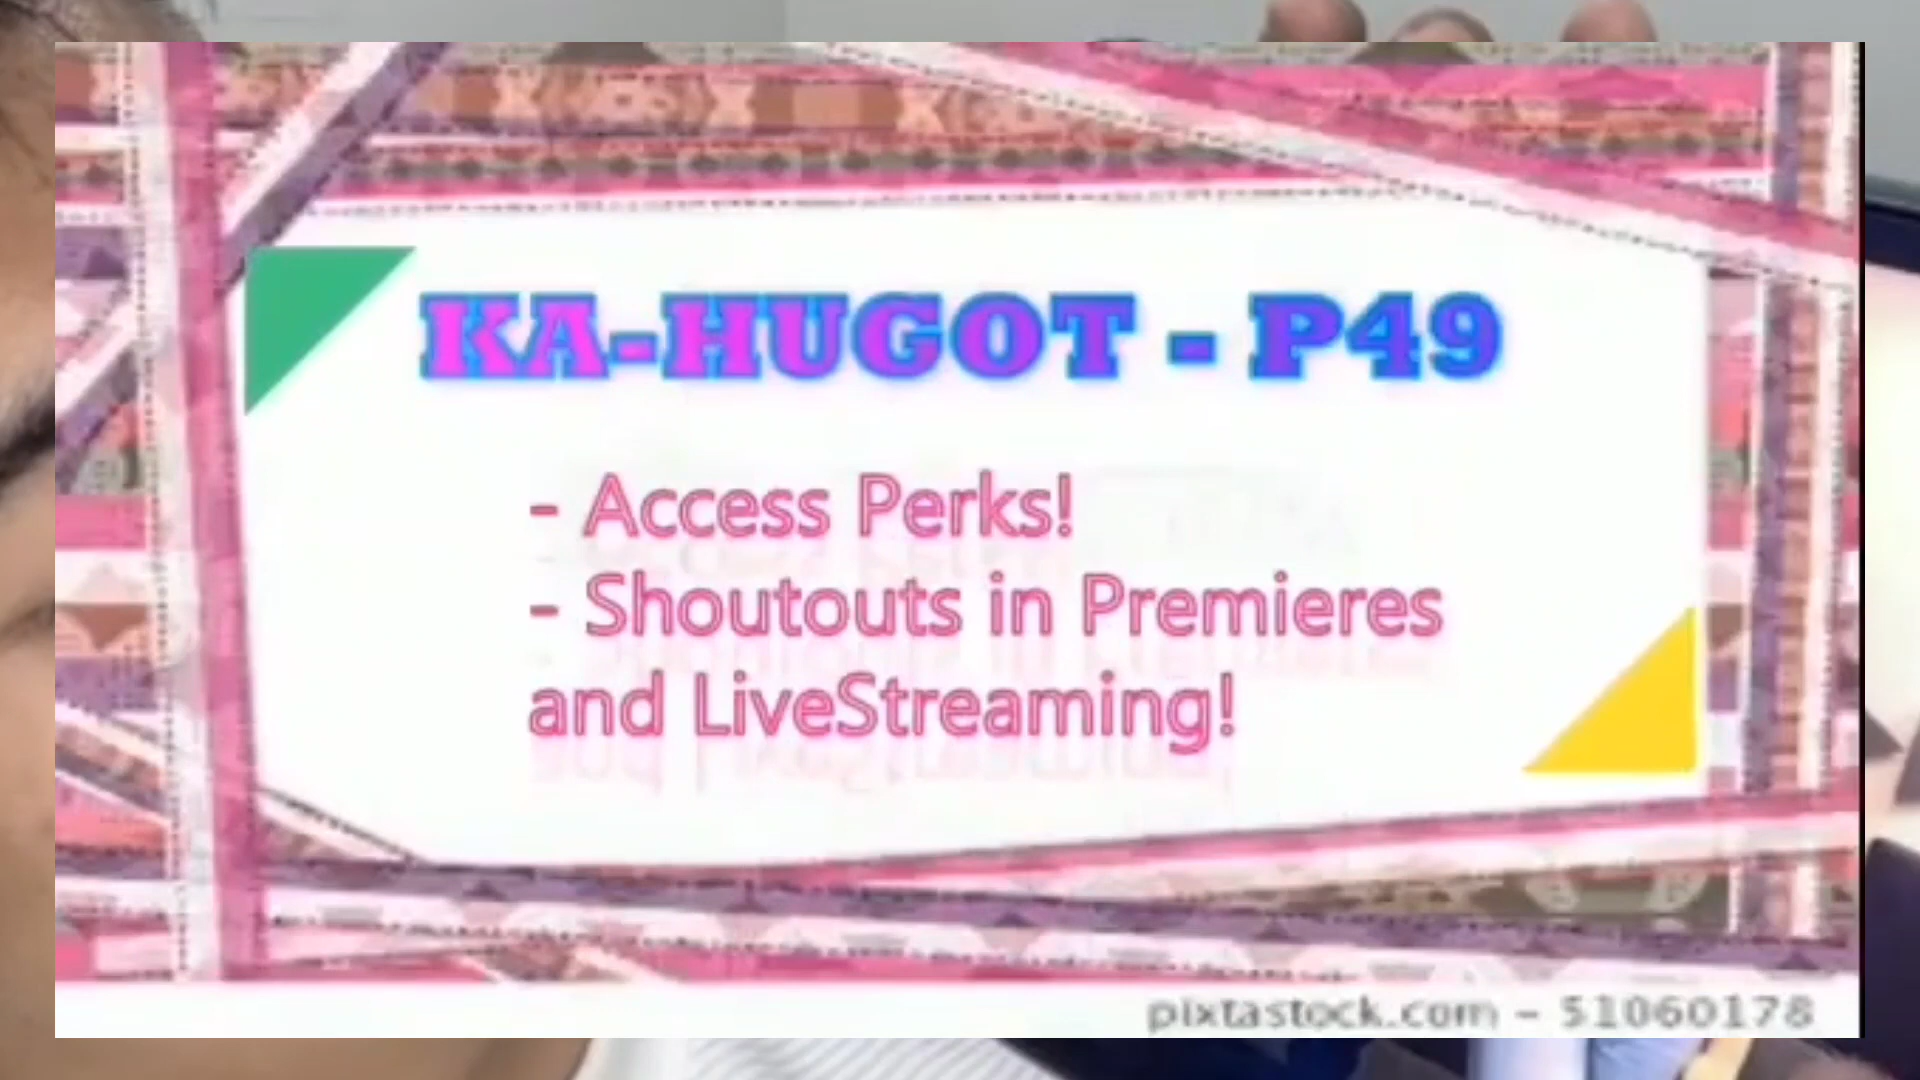 KA-HUGOT - P49
- Access Perks!
- Shoutouts in Premieres
and LiveStreaming!
pixtastock.com - 51060178